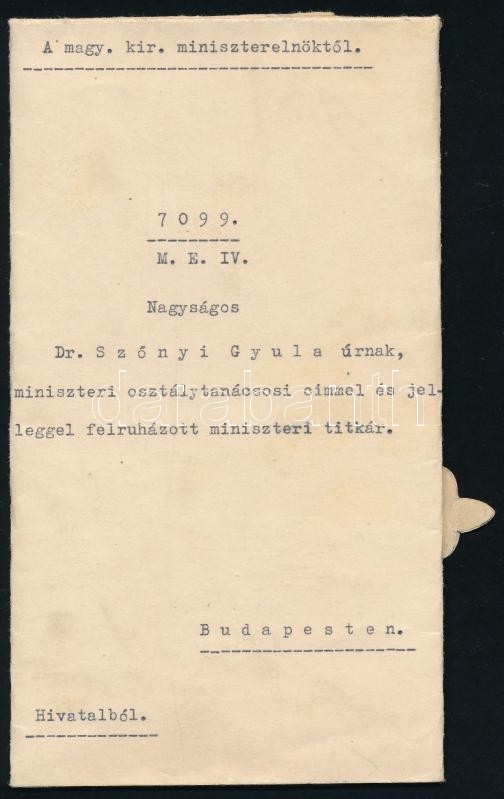 A magy. kir. miniszterelnöktől.
7099.
M. E. IV.
Nagyságos
Dr. Szőnyi Gyula úrnak,
miniszteri osztálytanácsosi cimmel és jel-
leggel felruházott miniszteri titkár.
darabanth
Budapesten.
Hivatalból.